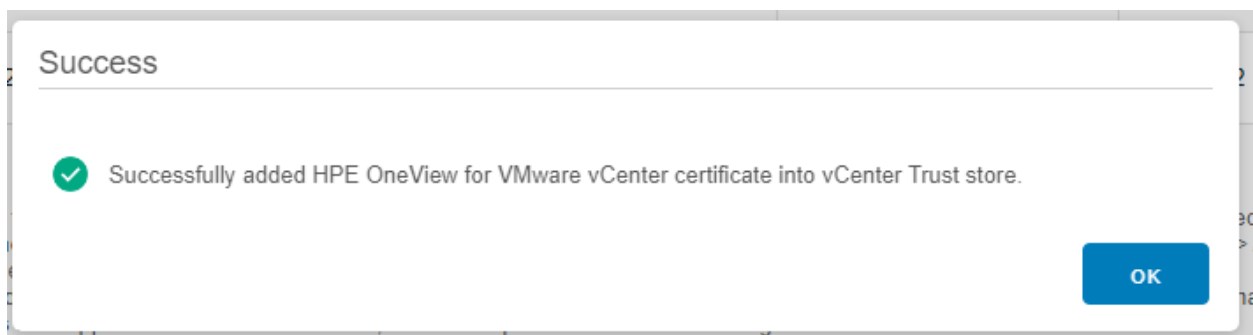 Success
Successfully added HPE OneView for VMware vCenter certificate into vCenter Trust store.
OK